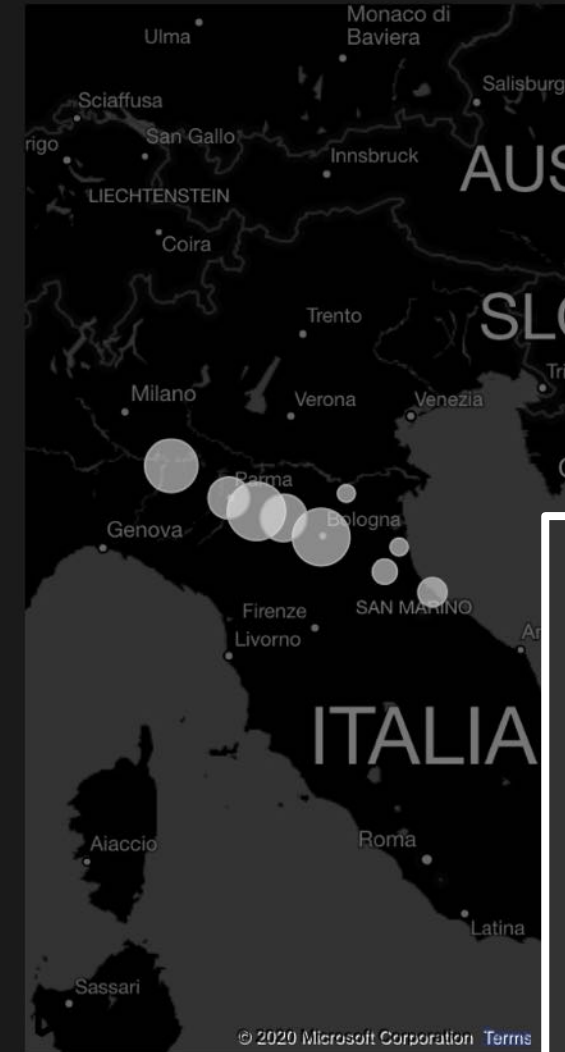 Monaco di
Baviera
Ulma
Salisburg
Sciaffusa
rigo
San Gallo
Innsbruck
AUS
LIECHTENSTEIN
Coira
Trento
SLO
Tri
Milano
Verona
Venezia
Parma
Bologna
Genova
SAN MARINO
Firenze
Livorno
ITALIA
Aiaccio
Roma
Latina
Sassari
© 2020 Microsoft Corporation Terms